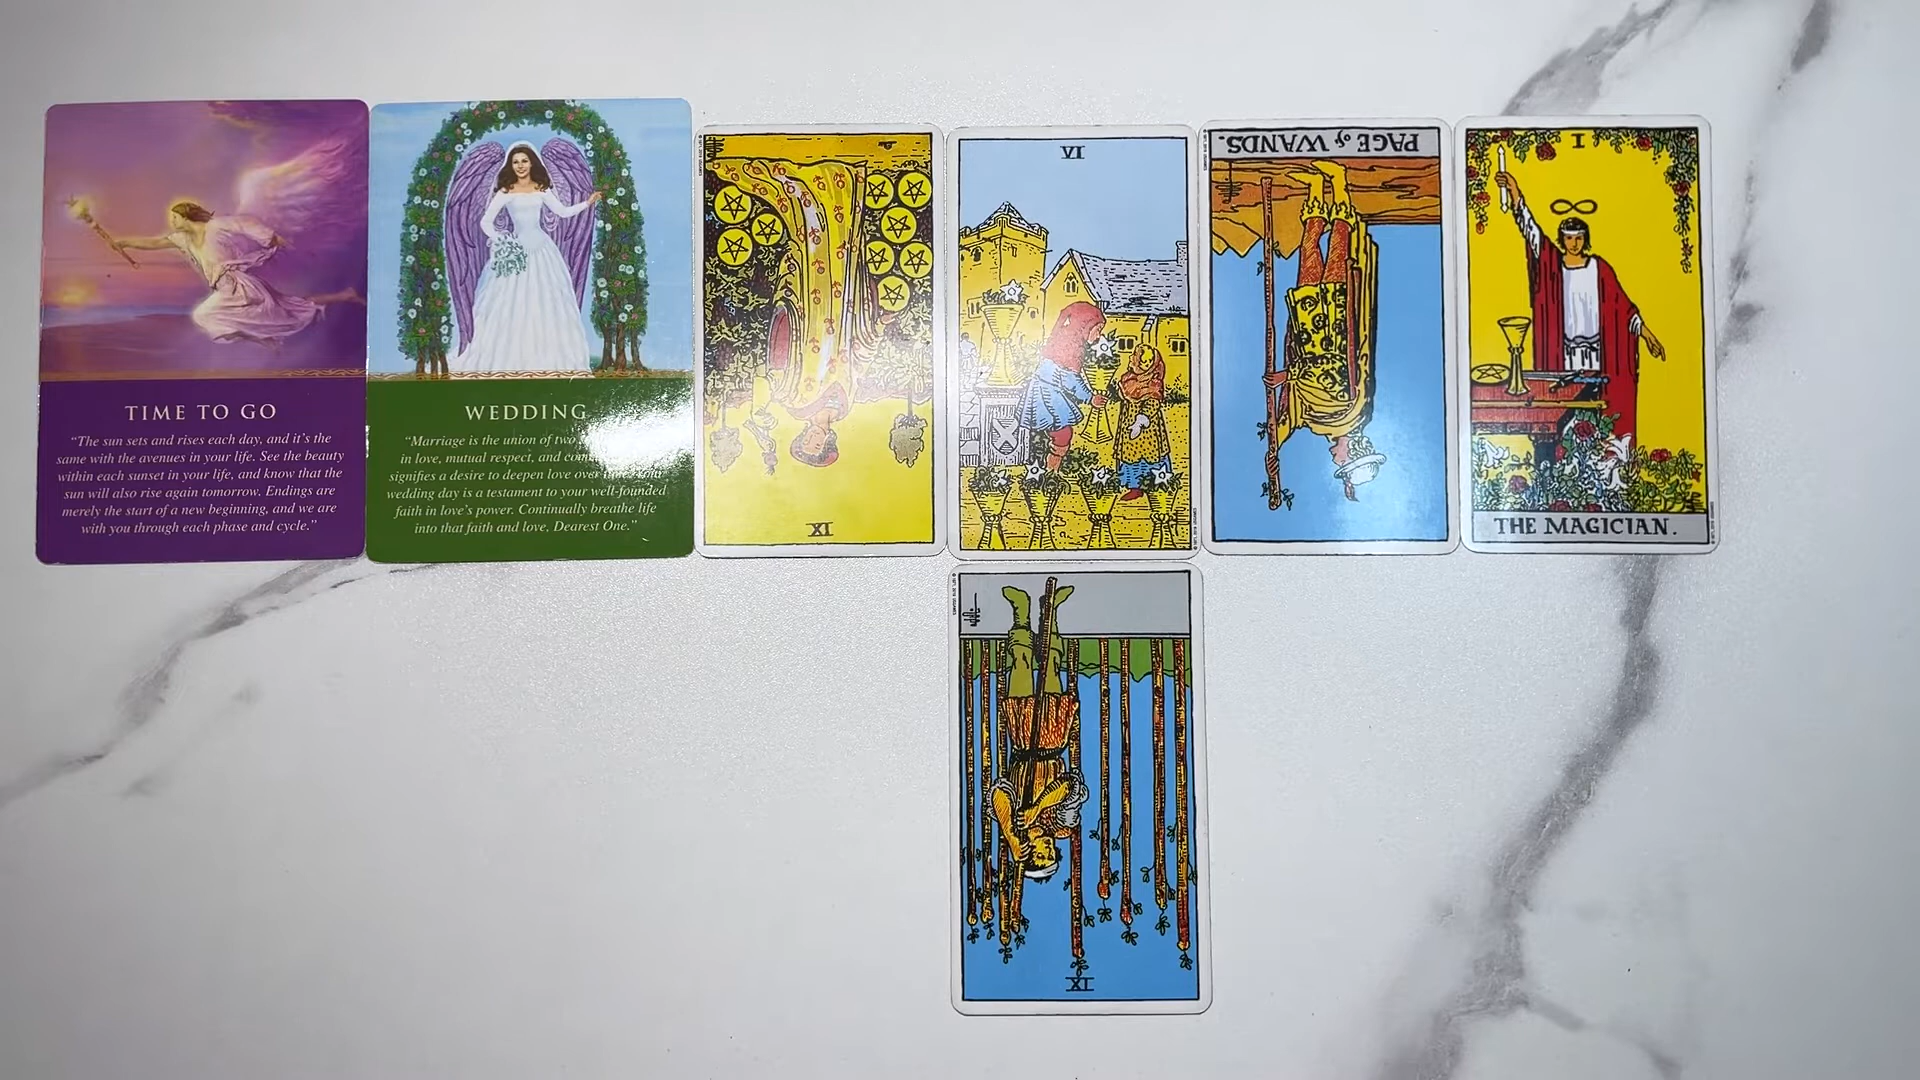 TIME TO GO
“The sun sets and rises each day, and it’s the
same with the avenues in your life. See the beauty
within each sunset in your life, and know that the
sun will also rise again tomorrow. Endings are
merely the start of a new beginning, and we are
with you through each phase and cycle.”
WEDDING
“Marriage is the union of two
in love, mutual respect, and
signifies a desire to deepen love over
wedding day is a testament to your well-founded
faith in love’s power. Continually breathe life
into that faith and love, Dearest One.”
IX
VI
PAGE of WANDS.
I
THE MAGICIAN.
IX